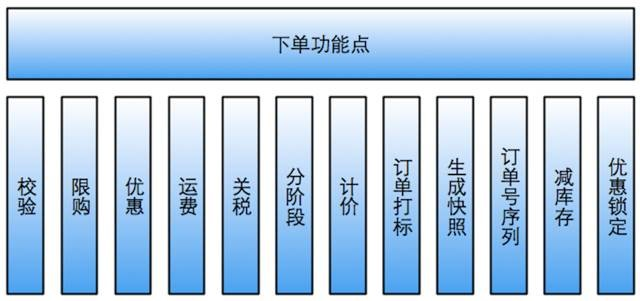 下单功能点
校验
限购
优惠
运费
关税
分阶段
计价
订单打标
生成快照
订单号序列
减库存
优惠锁定